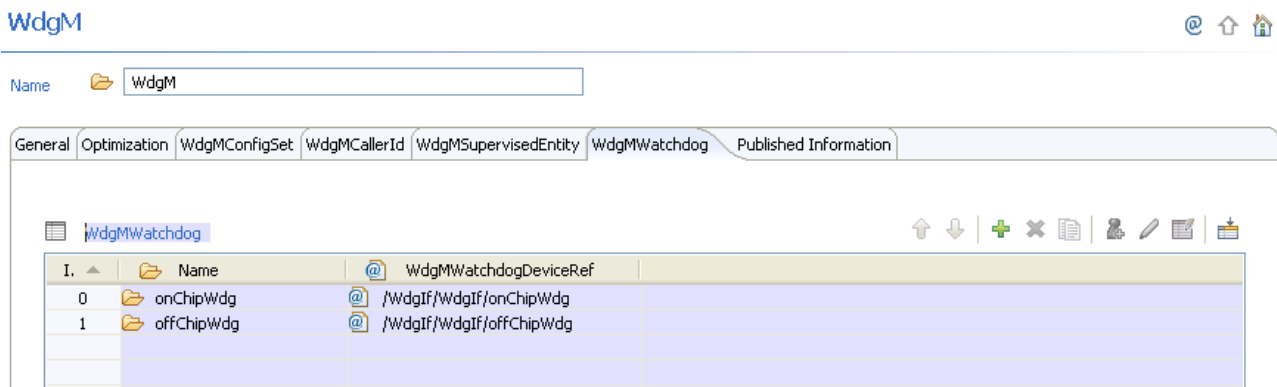 WdgM
Name WdgM
General Optimization WdgMConfigSet WdgMCallerId WdgMSupervisedEntity WdgMWatchdog Published Information
WdgMWatchdog
I. Name WdgMWatchdogDeviceRef
0 onChipWdg /WdgIf/WdgIf/onChipWdg
1 offChipWdg /WdgIf/WdgIf/offChipWdg